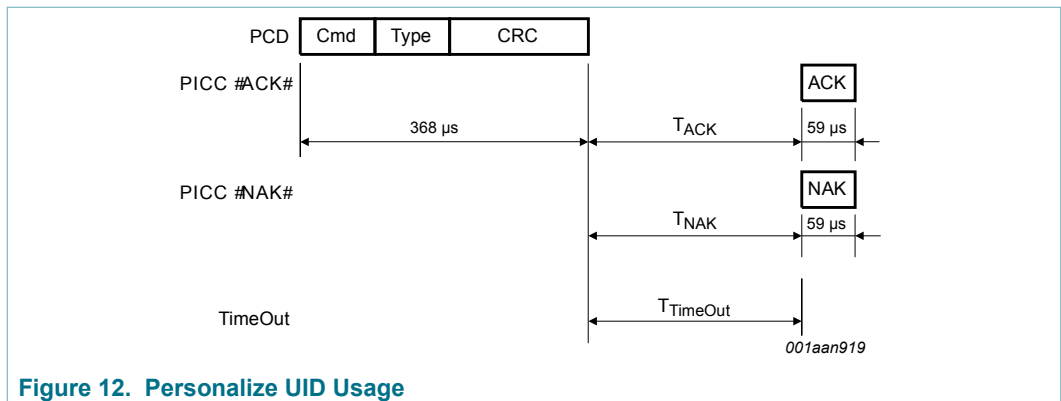 PCD Cmd Type CRC
PICC #ACK# ACK
368 µs TACK 59 µs
PICC #NAK# NAK
TNAK 59 µs
TimeOut TTimeOut
001aan919
Figure 12. Personalize UID Usage